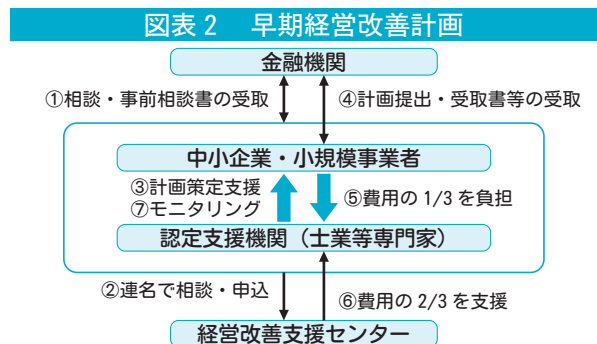 図表2 早期経営改善計画
金融機関
①相談・事前相談書の受取
④計画提出・受取書等の受取
中小企業・小規模事業者
③計画策定支援
⑦モニタリング
⑤費用の1/3を負担
認定支援機関（士業等専門家）
②連名で相談・申込
⑥費用の2/3を支援
経営改善支援センター